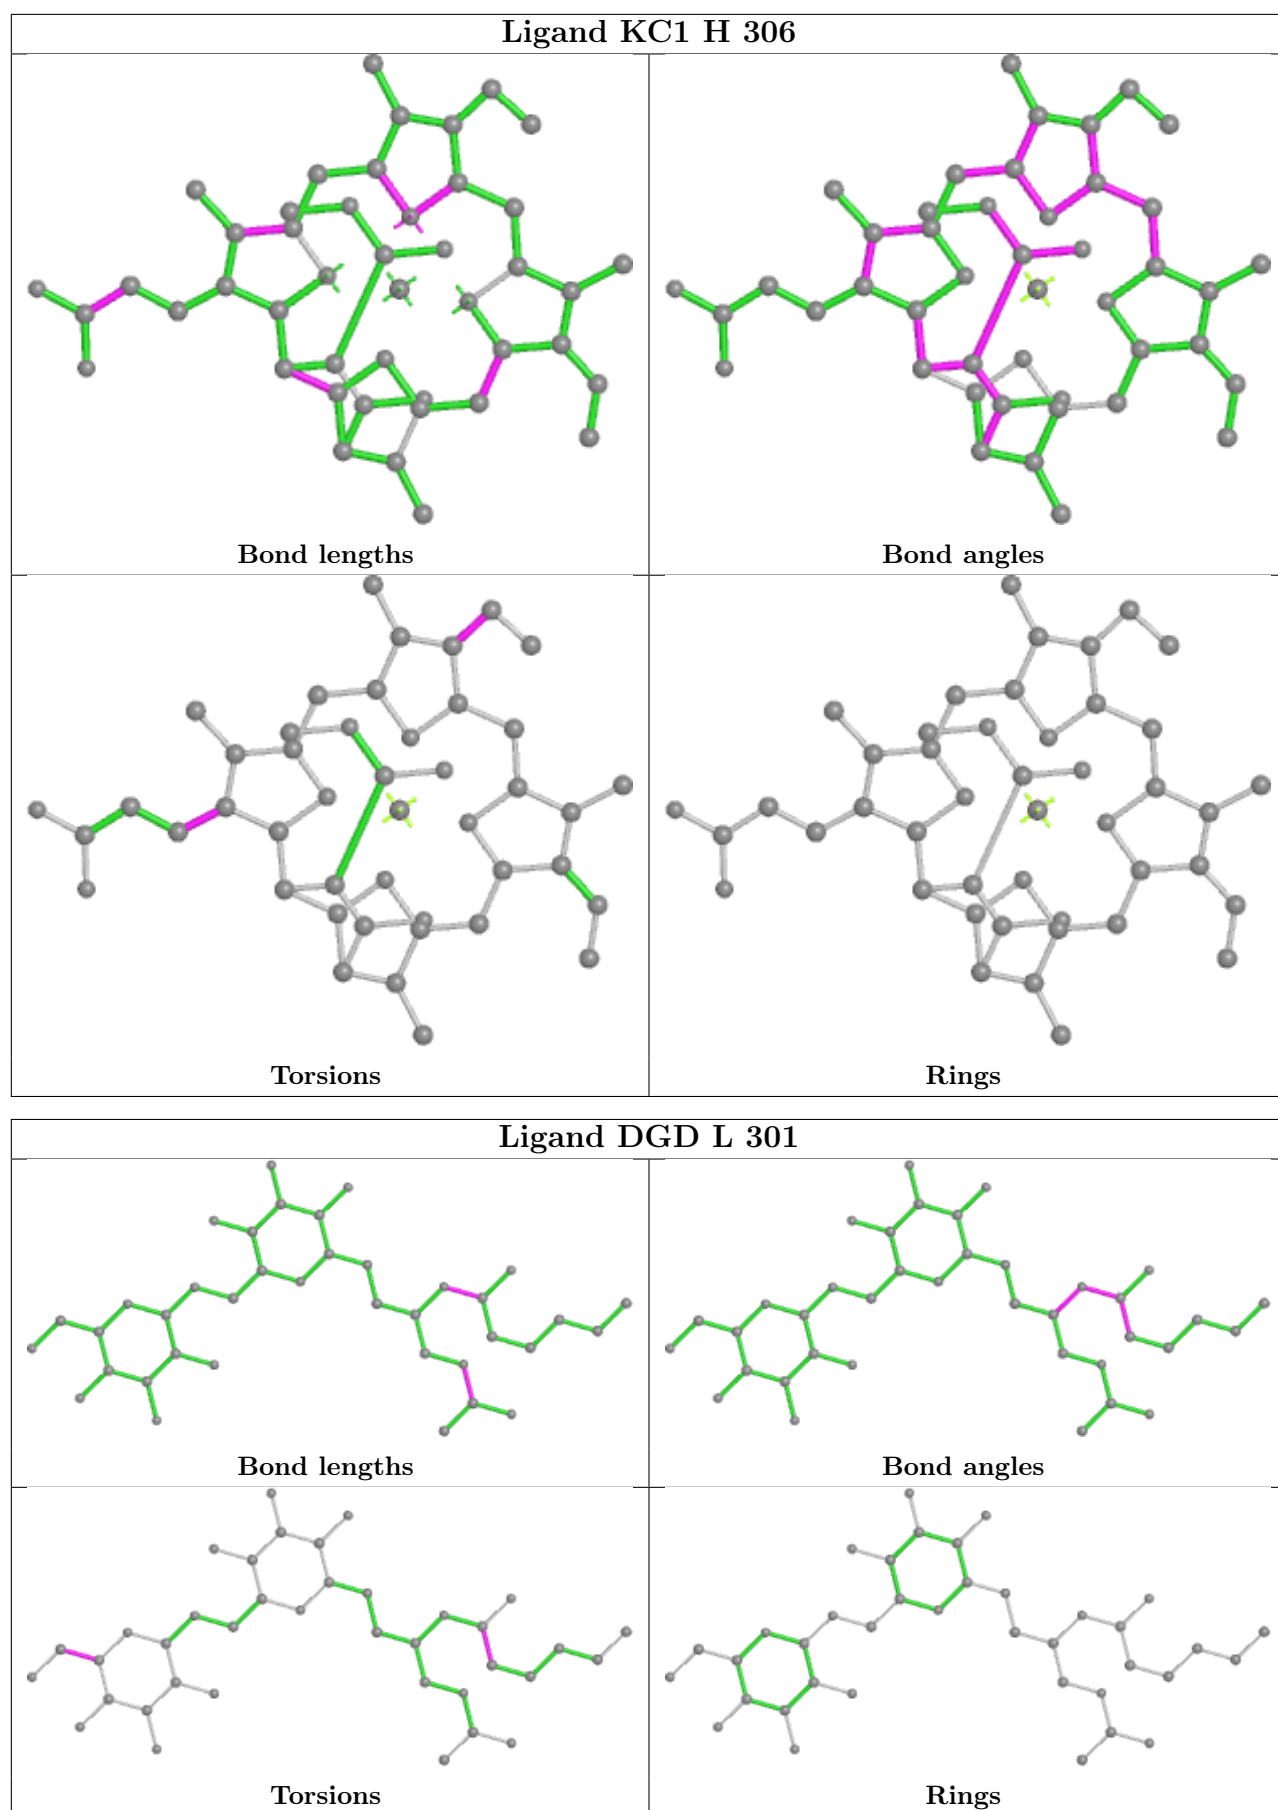 Ligand KC1 H 306
Bond lengths
Bond angles
Torsions
Rings
Ligand DGD L 301
Bond lengths
Bond angles
Torsions
Rings